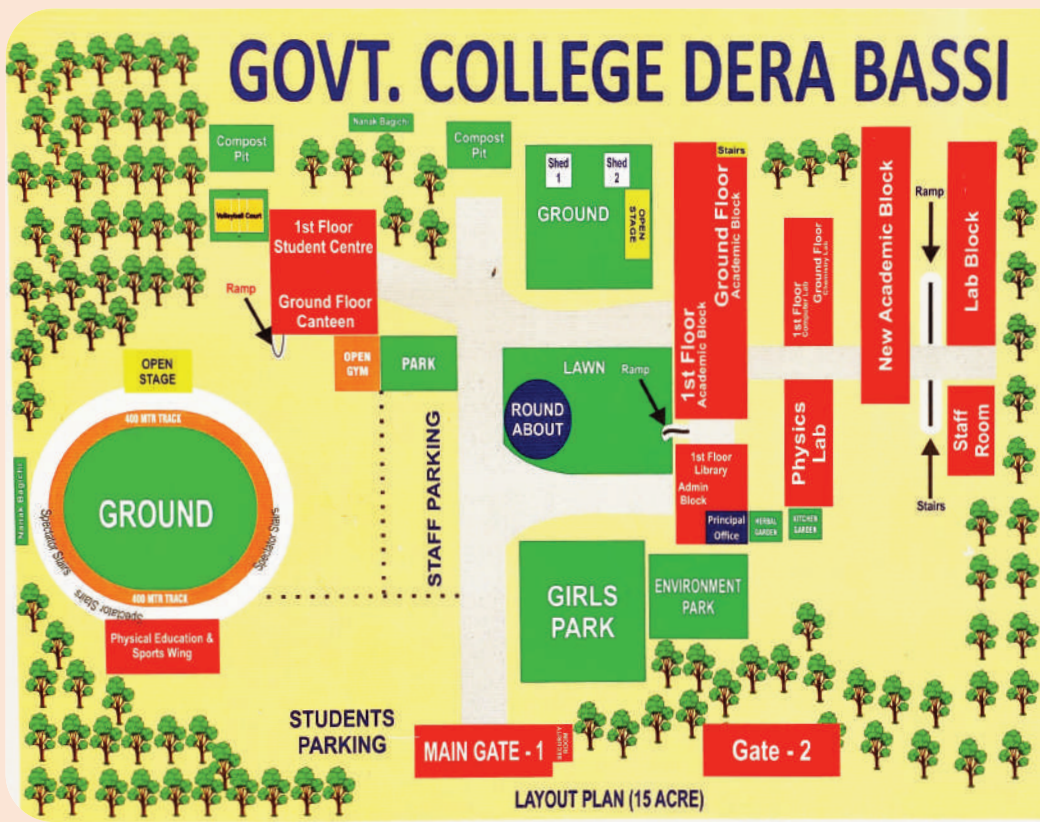 GOVT. COLLEGE DERA BASSI
Nanak Bagichi
Compost
Pit
Compost
Pit
Volleyball Court
1st Floor
Student Centre
Ground Floor
Canteen
Ramp
OPEN
GYM
PARK
OPEN
STAGE
400 MTR TRACK
GROUND
400 MTR TRACK
Spectator Stairs
Spectator Stairs
Spectator Stairs
Nanak Bagichi
Physical Education &
Sports Wing
STAFF PARKING
STUDENTS
PARKING
Shed
1
Shed
2
GROUND
OPEN
STAGE
Stairs
Ground Floor
Academic Block
1st Floor
Academic Block
LAWN
Ramp
ROUND
ABOUT
1st Floor
Library
Admin
Block
Principal
Office
HERBAL
GARDEN
KITCHEN
GARDEN
1st Floor
Computer Lab
Ground Floor
Chemistry Lab
Physics
Lab
New Academic Block
Ramp
Lab Block
Staff
Room
Stairs
GIRLS
PARK
ENVIRONMENT
PARK
MAIN GATE - 1
SECURITY
ROOM
Gate - 2
LAYOUT PLAN (15 ACRE)